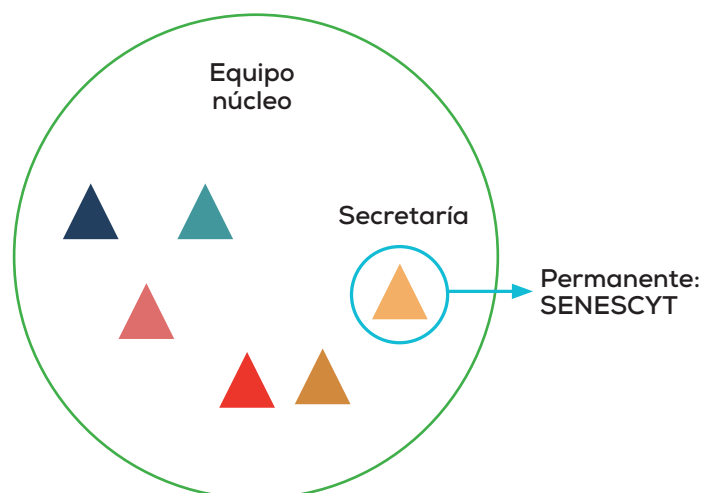 Equipo
núcleo
Secretaría
Permanente:
SENESCYT